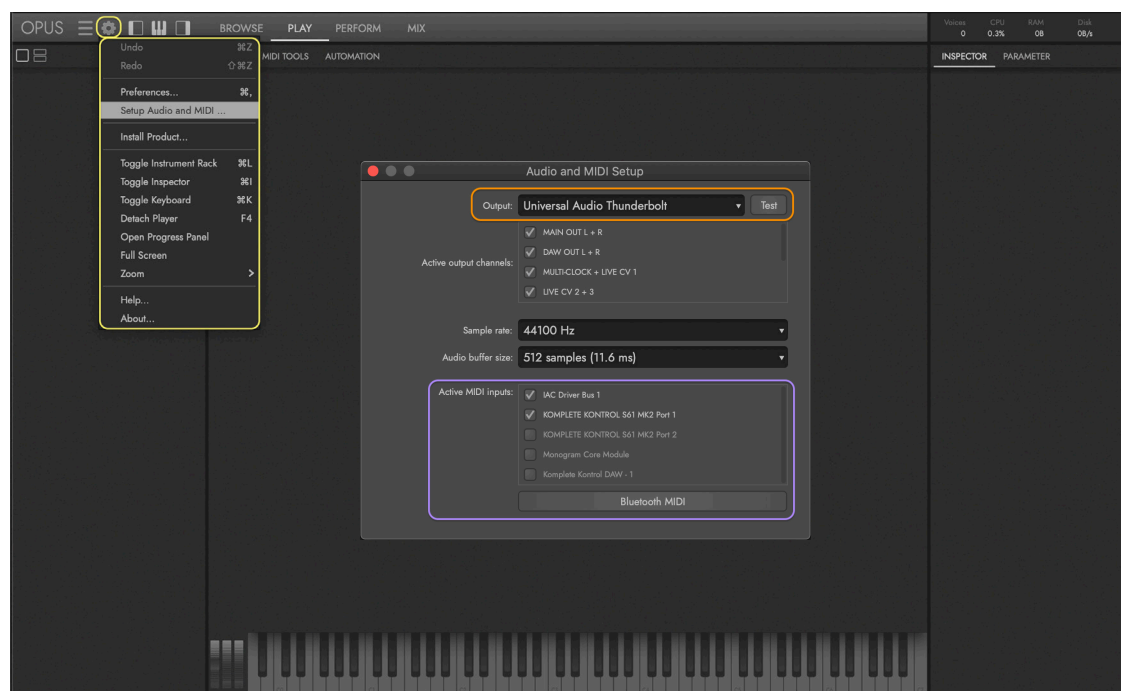 OPUS BROWSE PLAY PERFORM MIX
Voices CPU RAM Disk
0 0.3% 0B 0B/s
MIDI TOOLS AUTOMATION
INSPECTOR PARAMETER
Undo ⌘Z
Redo ⇧⌘Z
Preferences... ⌘,
Setup Audio and MIDI ...
Install Product...
Toggle Instrument Rack ⌘L
Toggle Inspector ⌘I
Toggle Keyboard ⌘K
Detach Player F4
Open Progress Panel
Full Screen
Zoom >
Help...
About...
Audio and MIDI Setup
Output: Universal Audio Thunderbolt Test
Active output channels:
MAIN OUT L + R
DAW OUT L + R
MULTI-CLOCK + LIVE CV 1
LIVE CV 2 + 3
Sample rate: 44100 Hz
Audio buffer size: 512 samples (11.6 ms)
Active MIDI inputs:
IAC Driver Bus 1
KOMPLETE KONTROL S61 MK2 Port 1
KOMPLETE KONTROL S61 MK2 Port 2
Monogram Core Module
Komplete Kontrol DAW - 1
Bluetooth MIDI